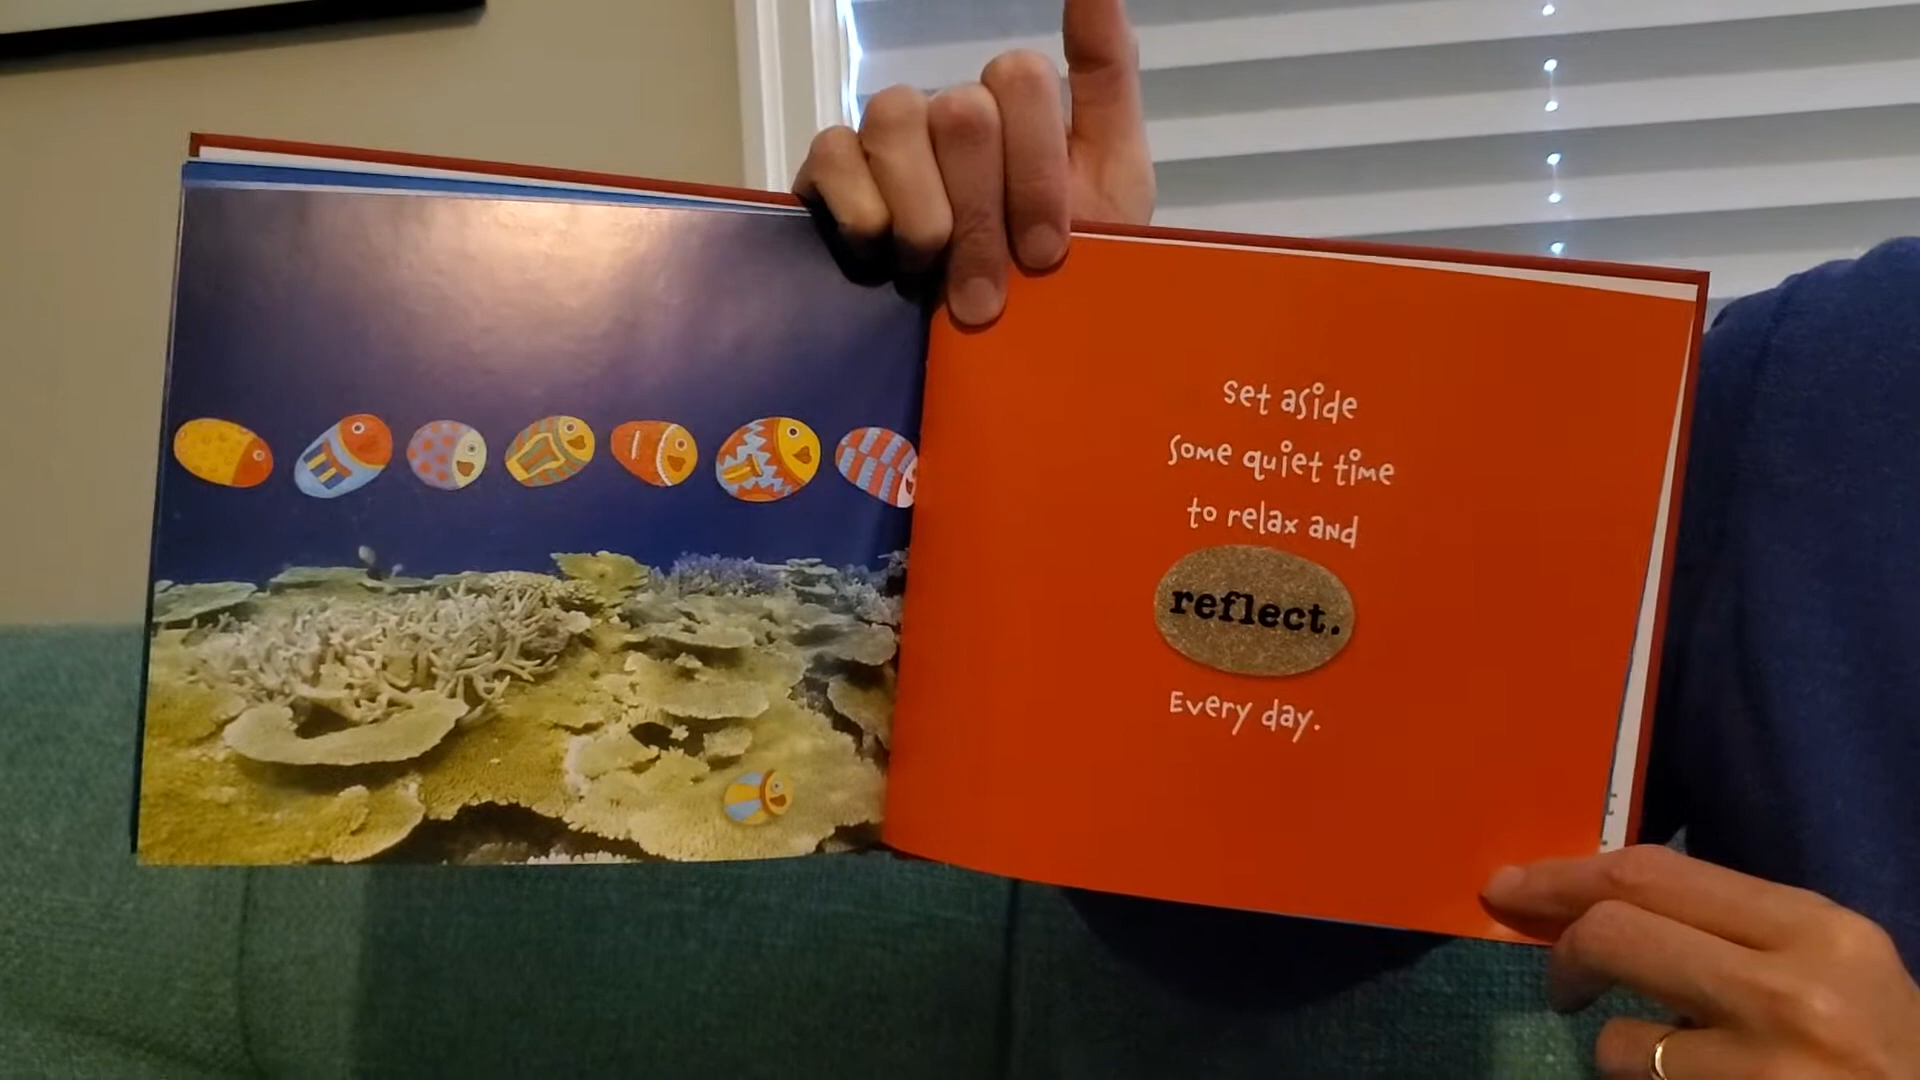 set aside
some quiet time
to relax and
reflect.
Every day.